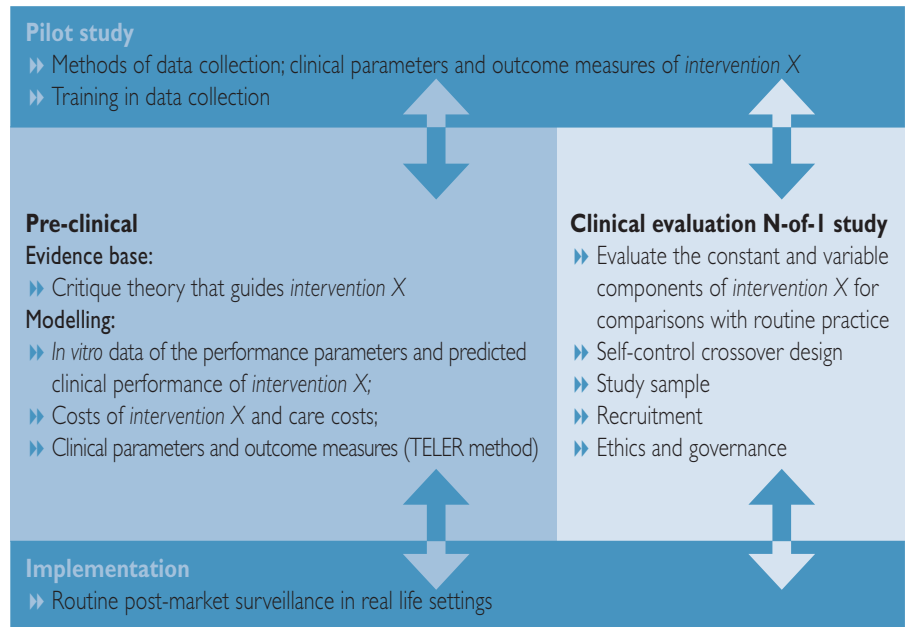 Pilot study
›› Methods of data collection; clinical parameters and outcome measures of intervention X
›› Training in data collection
Pre-clinical
Evidence base:
›› Critique theory that guides intervention X
Modelling:
›› In vitro data of the performance parameters and predicted
clinical performance of intervention X;
›› Costs of intervention X and care costs;
›› Clinical parameters and outcome measures (TELER method)
Clinical evaluation N-of-1 study
›› Evaluate the constant and variable
components of intervention X for
comparisons with routine practice
›› Self-control crossover design
›› Study sample
›› Recruitment
›› Ethics and governance
Implementation
›› Routine post-market surveillance in real life settings